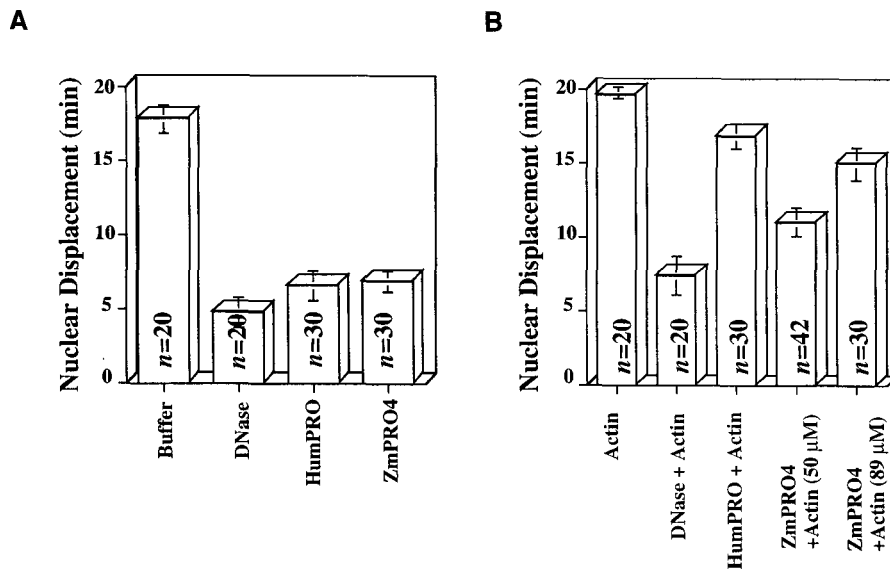 A
Nuclear Displacement (min)
20
15
10
5
0
n=20
n=20
n=30
n=30
Buffer
DNase
HumPRO
ZmPRO4
B
Nuclear Displacement (min)
20
15
10
5
0
n=20
n=20
n=30
n=42
n=30
Actin
DNase + Actin
HumPRO + Actin
ZmPRO4
+Actin (50 μM)
ZmPRO4
+Actin (89 μM)